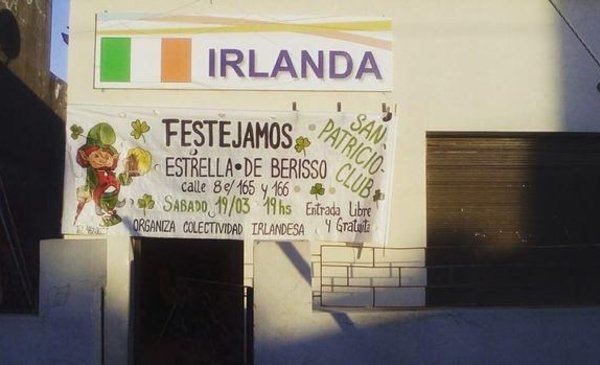 IRLANDA
FESTEJAMOS
SAN
PATRICIO-
CLUB
ESTRELLA • DE BERISSO
calle 8 e/ 165 y 166
SABADO 19/03 19hs
Entrada Libre
y Gratuita
ORGANIZA COLECTIVIDAD IRLANDESA